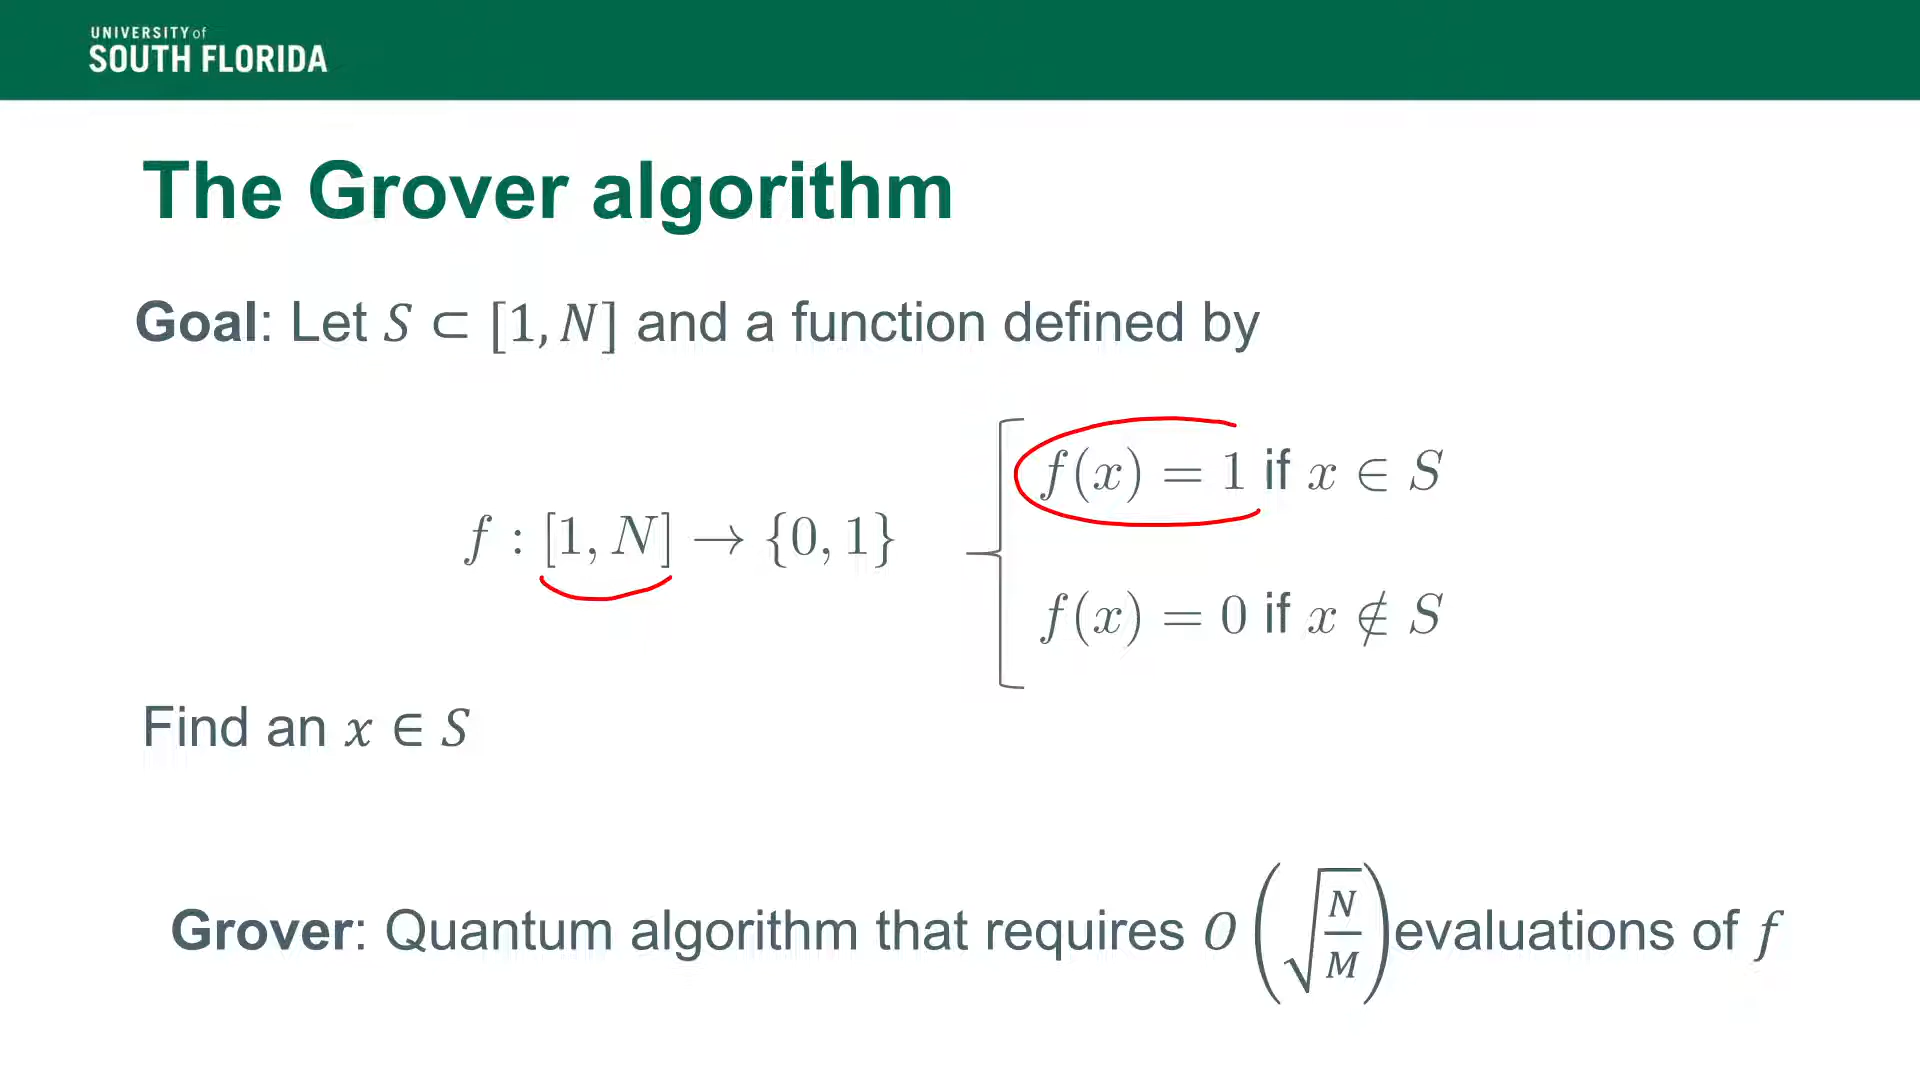 UNIVERSITY of
SOUTH FLORIDA
The Grover algorithm
Goal: Let S ⊂ [1, N] and a function defined by
f(x) = 1 if x ∈ S
f : [1, N] → {0, 1}
f(x) = 0 if x ∉ S
Find an x ∈ S
Grover: Quantum algorithm that requires O(√(N/M)) evaluations of f